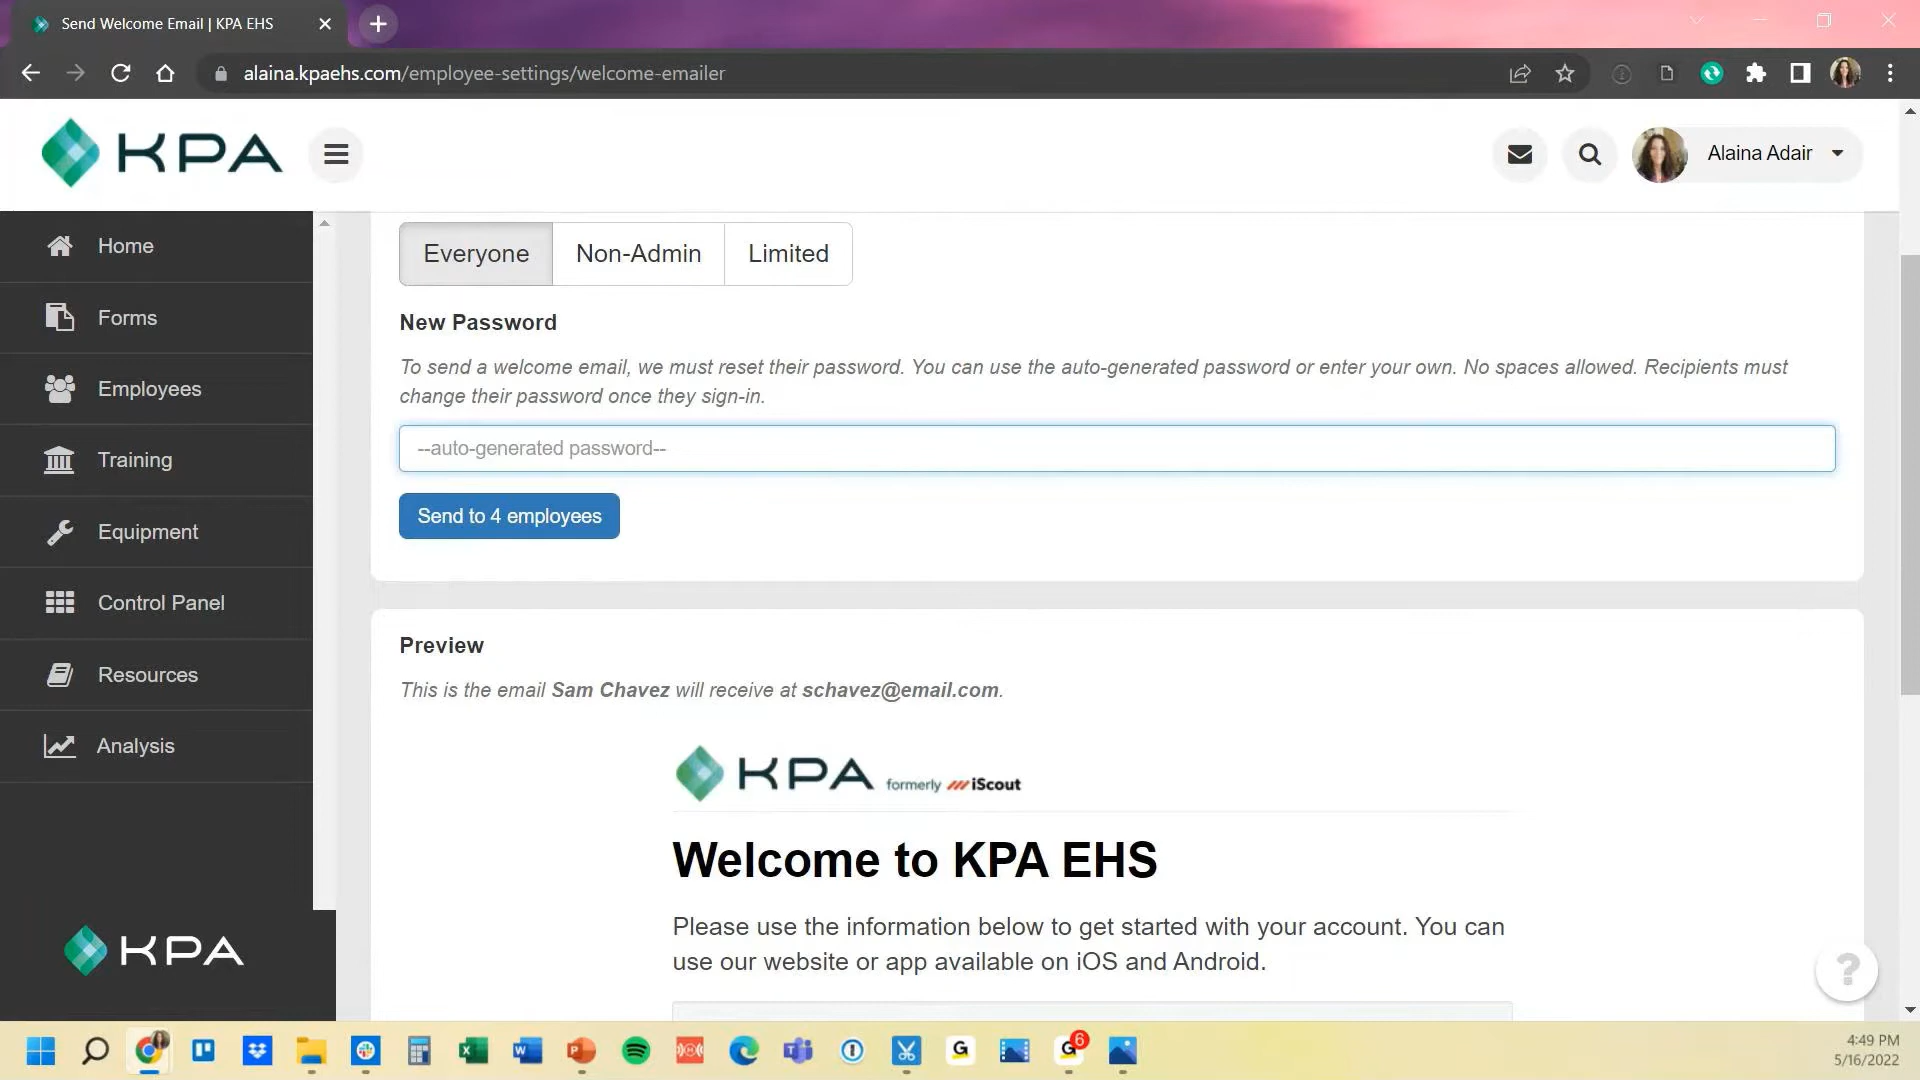 Send Welcome Email | KPA EHS
alaina.kpaehs.com/employee-settings/welcome-emailer
KPA
Alaina Adair
Home
Forms
Employees
Training
Equipment
Control Panel
Resources
Analysis
KPA
Everyone
Non-Admin
Limited
New Password
To send a welcome email, we must reset their password. You can use the auto-generated password or enter your own. No spaces allowed. Recipients must
change their password once they sign-in.
--auto-generated password--
Send to 4 employees
Preview
This is the email Sam Chavez will receive at schavez@email.com.
KPA formerly iScout
Welcome to KPA EHS
Please use the information below to get started with your account. You can
use our website or app available on iOS and Android.
?
6
4:49 PM
5/16/2022